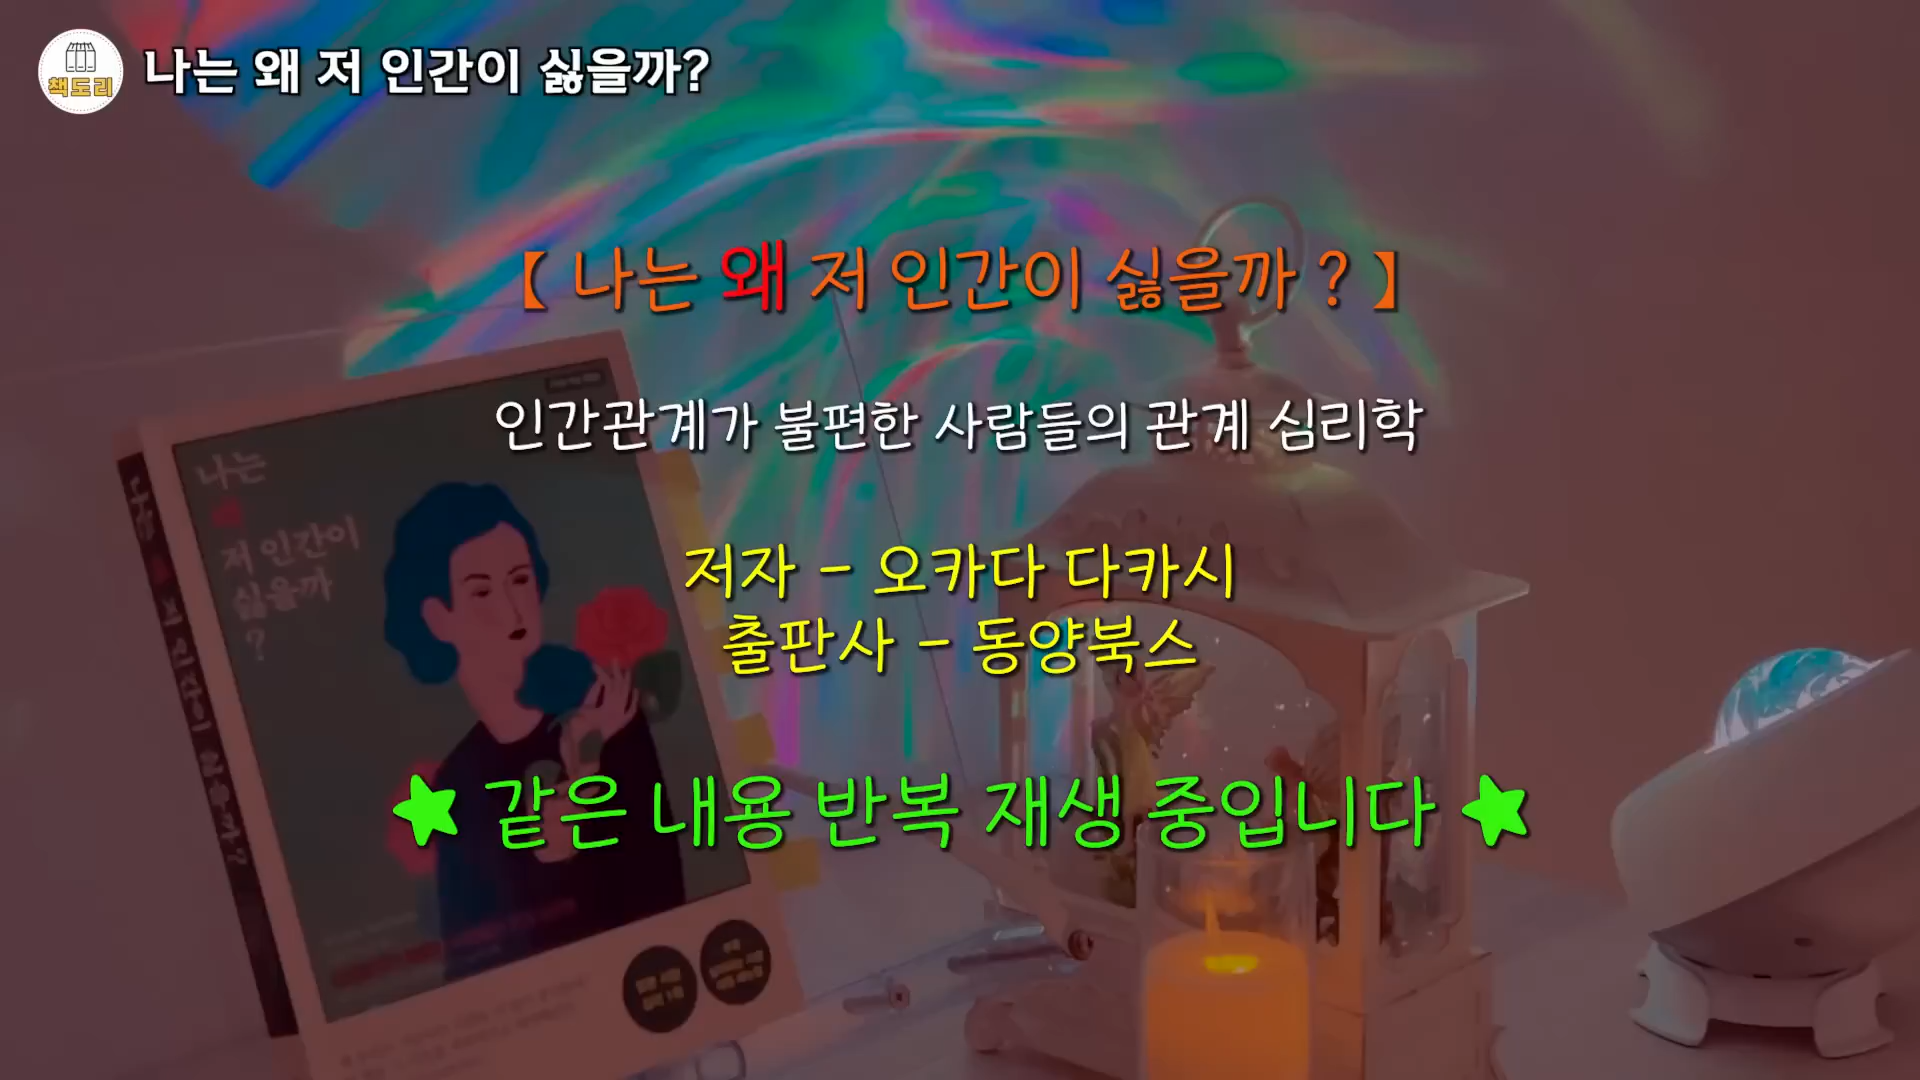 책도리
나는 왜 저 인간이 싫을까?
【 나는 왜 저 인간이 싫을까 ? 】
인간관계가 불편한 사람들의 관계 심리학
저자 - 오카다 다카시
출판사 - 동양북스
★ 같은 내용 반복 재생 중입니다 ★
나는
왜
저 인간이
싫을까
?